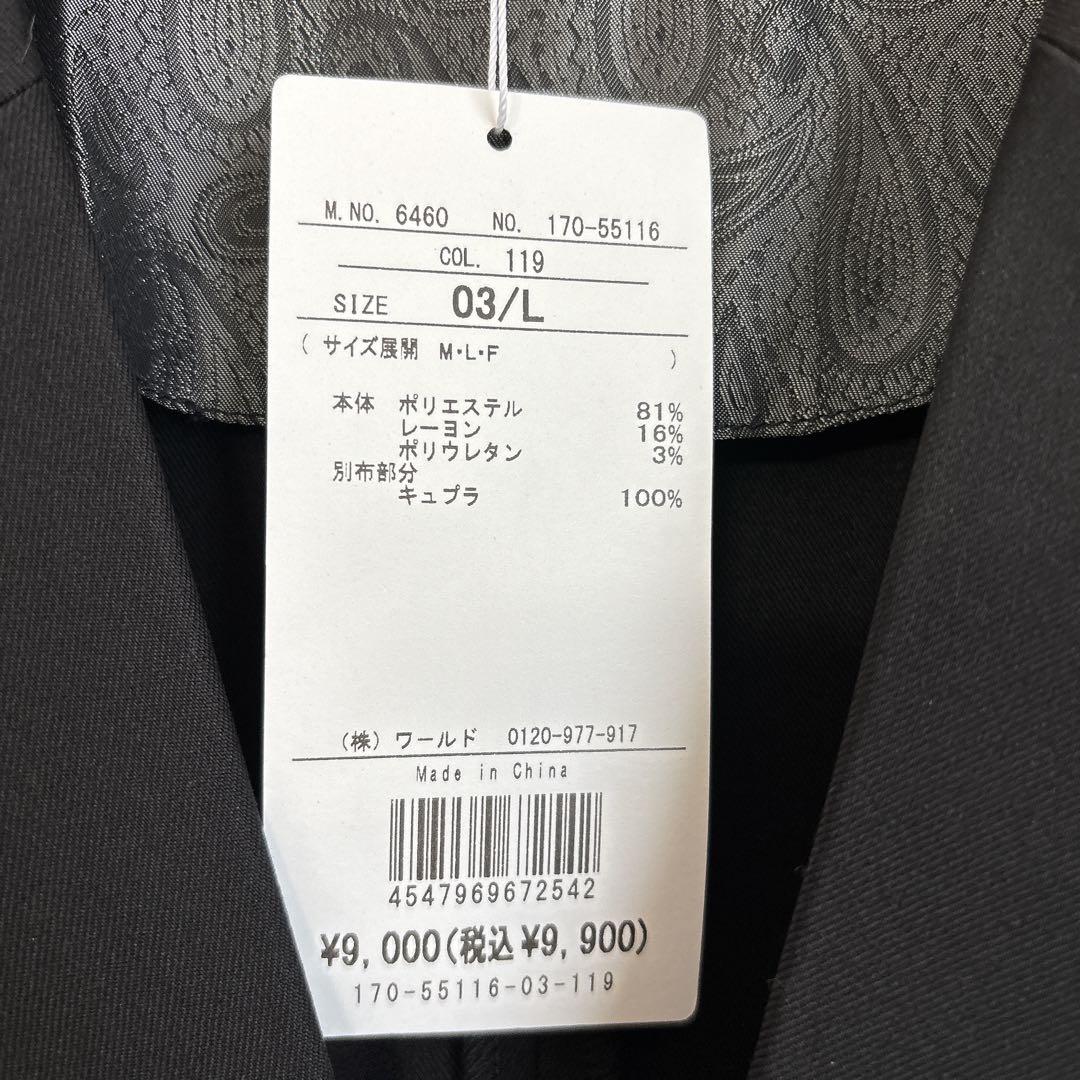 M.NO. 6460 NO. 170-55116
COL. 119
SIZE 03/L
( サイズ展開 M・L・F )
本体 ポリエステル 81%
レーヨン 16%
ポリウレタン 3%
別布部分
キュプラ 100%
(株) ワールド 0120-977-917
Made in China
4547969672542
¥9,000(税込¥9,900)
170-55116-03-119